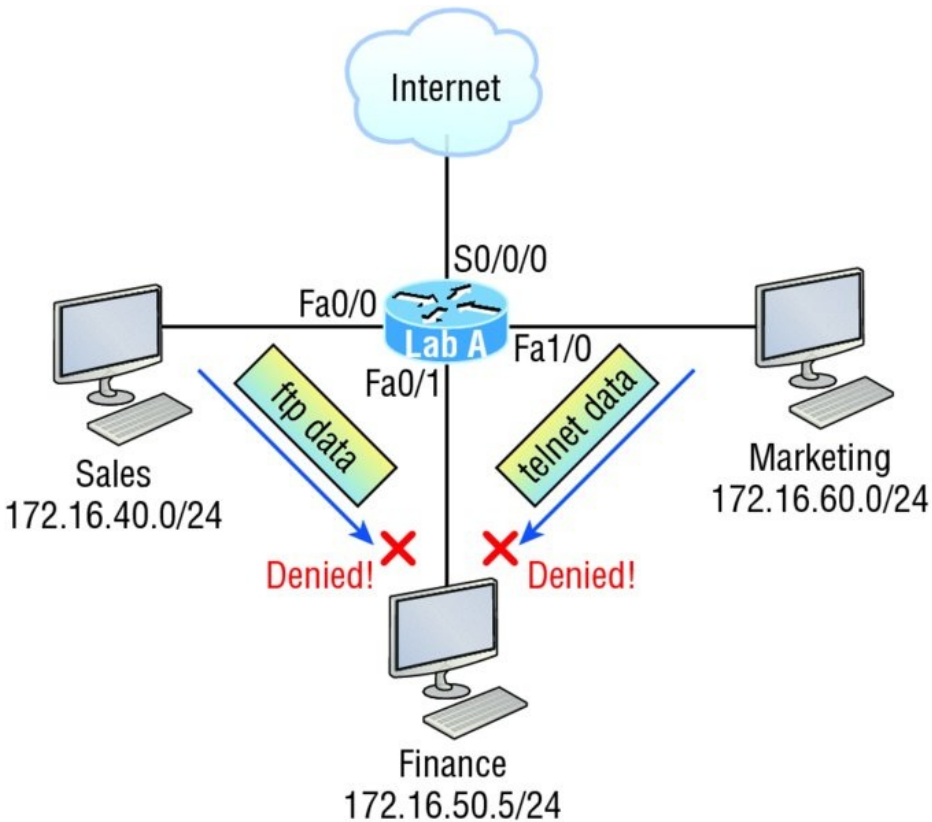 Internet
S0/0/0
Fa0/0
Lab A
Fa1/0
Fa0/1
ftp data
telnet data
Sales
172.16.40.0/24
Marketing
172.16.60.0/24
Denied!
Denied!
Finance
172.16.50.5/24